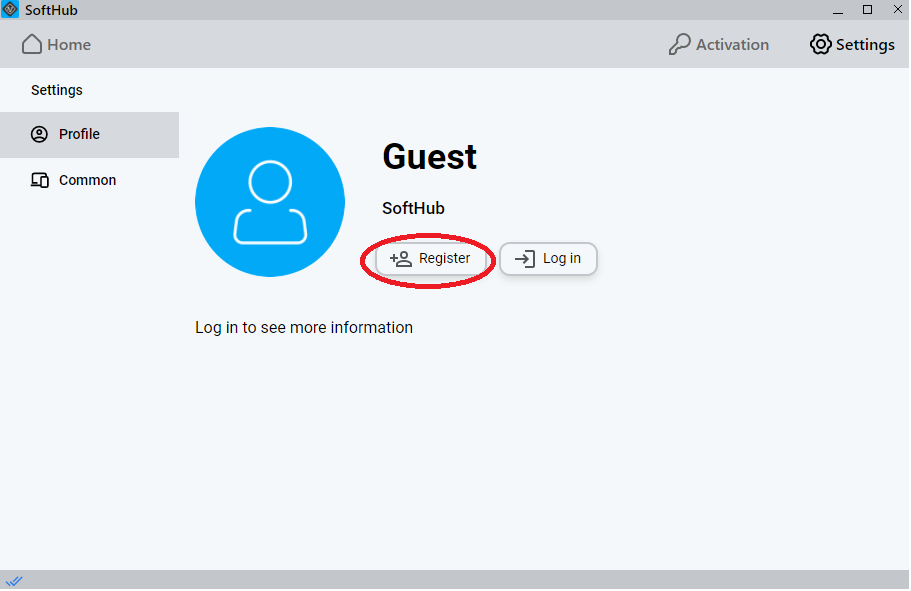 SoftHub
Home
Activation
Settings
Settings
Profile
Common
Guest
SoftHub
Register
Log in
Log in to see more information